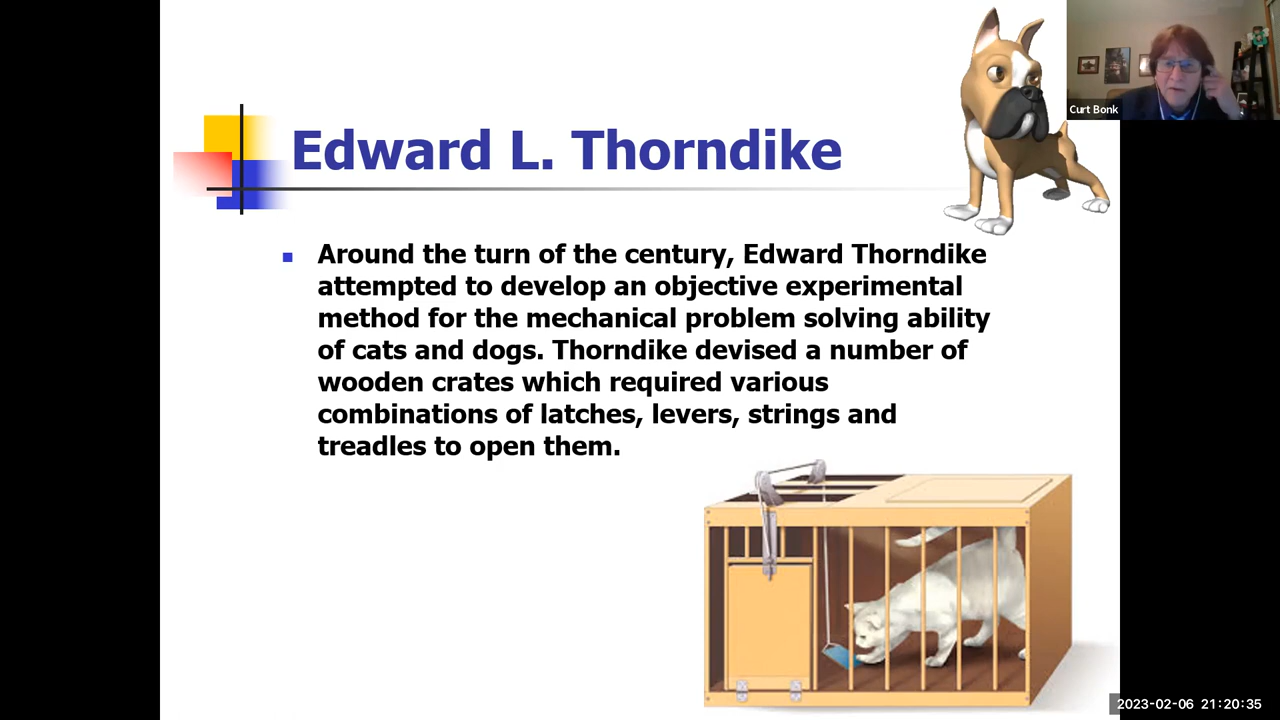 Curt Bonk
Edward L. Thorndike
Around the turn of the century, Edward Thorndike
attempted to develop an objective experimental
method for the mechanical problem solving ability
of cats and dogs. Thorndike devised a number of
wooden crates which required various
combinations of latches, levers, strings and
treadles to open them.
2023-02-06 21:20:35